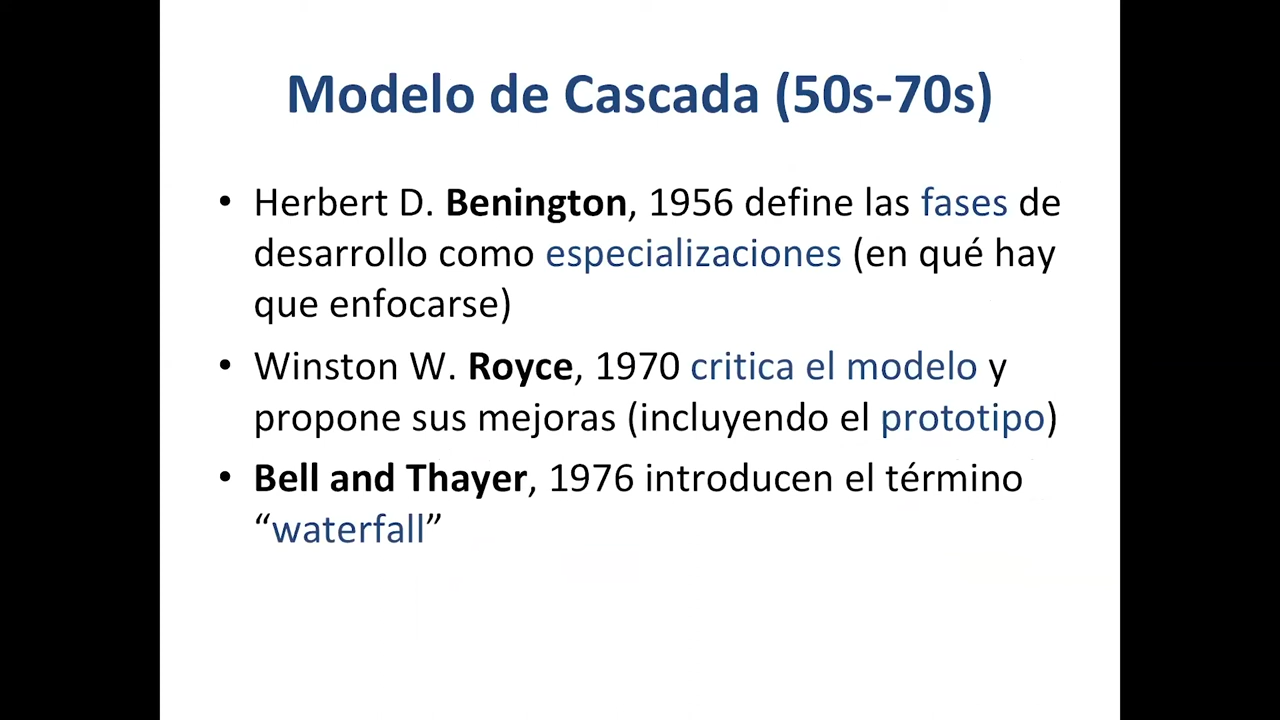 Modelo de Cascada (50s-70s)
• Herbert D. Benington, 1956 define las fases de
desarrollo como especializaciones (en qué hay
que enfocarse)
• Winston W. Royce, 1970 critica el modelo y
propone sus mejoras (incluyendo el prototipo)
• Bell and Thayer, 1976 introducen el término
“waterfall”